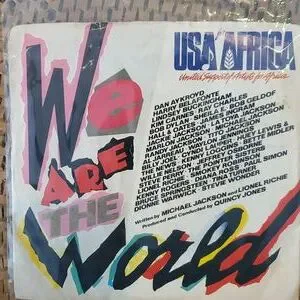 USA for AFRICA
United Support of Artists for Africa
We
ARE
THE
World
DAN AYKROYD
HARRY BELAFONTE
LINDSEY BUCKINGHAM
KIM CARNES · RAY CHARLES
BOB DYLAN · SHEILA E. · BOB GELDOF
HALL & OATES · JAMES INGRAM
JACKIE JACKSON · LA TOYA JACKSON
MARLON JACKSON · MICHAEL JACKSON
RANDY JACKSON · TITO JACKSON
AL JARREAU · WAYLON JENNINGS
BILLY JOEL · CYNDI LAUPER · HUEY LEWIS &
THE NEWS · KENNY LOGGINS · BETTE MIDLER
WILLIE NELSON · JEFFREY OSBORNE
STEVE PERRY · THE POINTER SISTERS
LIONEL RICHIE · SMOKEY ROBINSON
KENNY ROGERS · DIANA ROSS · PAUL SIMON
BRUCE SPRINGSTEEN · TINA TURNER
DIONNE WARWICK · STEVIE WONDER
Written by MICHAEL JACKSON and LIONEL RICHIE
Produced and Conducted by QUINCY JONES